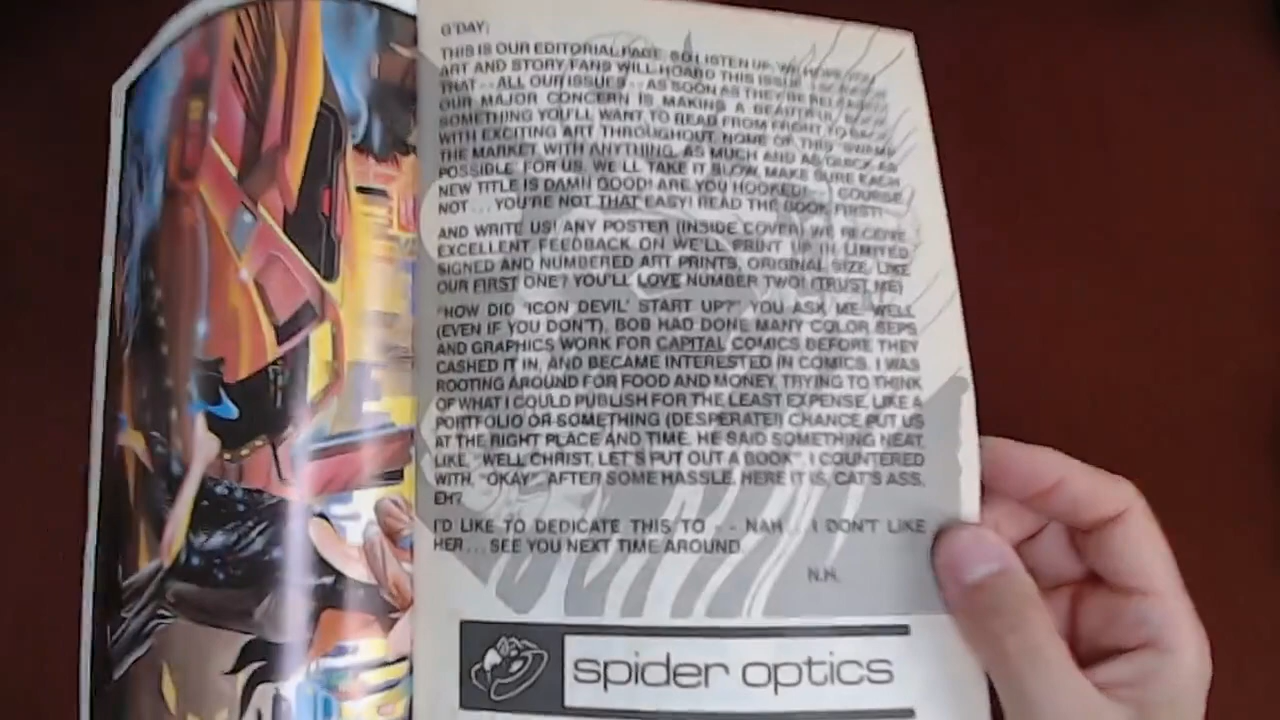 G'DAY;
THIS IS OUR EDITORIAL PAGE. SO LISTEN UP, WE HOPE YOU
ART AND STORY FANS WILL HOARD THIS ISSUE
THAT - - ALL OUR ISSUES - - AS SOON AS THEY'RE RELEASED!
OUR MAJOR CONCERN IS MAKING A BEAUTIFUL BOOK
SOMETHING YOU'LL WANT TO READ FROM FRONT TO BACK
WITH EXCITING ART THROUGHOUT. NONE OF THIS "SWAMP
THE MARKET WITH ANYTHING, AS MUCH AND AS QUICK AS
POSSIBLE" FOR US. WE'LL TAKE IT SLOW, MAKE SURE EACH
NEW TITLE IS DAMN GOOD! ARE YOU HOOKED? COURSE
NOT . . . YOU'RE NOT THAT EASY! READ THE BOOK FIRST!
AND WRITE US! ANY POSTER (INSIDE COVER) WE RECEIVE
EXCELLENT FEEDBACK ON WE'LL PRINT UP IN LIMITED
SIGNED AND NUMBERED ART PRINTS, ORIGINAL SIZE. LIKE
OUR FIRST ONE? YOU'LL LOVE NUMBER TWO! (TRUST ME)
"HOW DID 'ICON DEVIL' START UP?" YOU ASK ME. WELL
(EVEN IF YOU DON'T), BOB HAD DONE MANY COLOR SEPS
AND GRAPHICS WORK FOR CAPITAL COMICS BEFORE THEY
CASHED IT IN, AND BECAME INTERESTED IN COMICS. I WAS
ROOTING AROUND FOR FOOD AND MONEY, TRYING TO THINK
OF WHAT I COULD PUBLISH FOR THE LEAST EXPENSE, LIKE A
PORTFOLIO OR SOMETHING (DESPERATE!) CHANCE PUT US
AT THE RIGHT PLACE AND TIME. HE SAID SOMETHING NEAT,
LIKE, "WELL CHRIST, LET'S PUT OUT A BOOK". I COUNTERED
WITH, "OKAY". AFTER SOME HASSLE, HERE IT IS, CAT'S ASS,
EH?
I'D LIKE TO DEDICATE THIS TO - - NAH . . . I DON'T LIKE
HER . . . SEE YOU NEXT TIME AROUND.
N.H.
spider optics